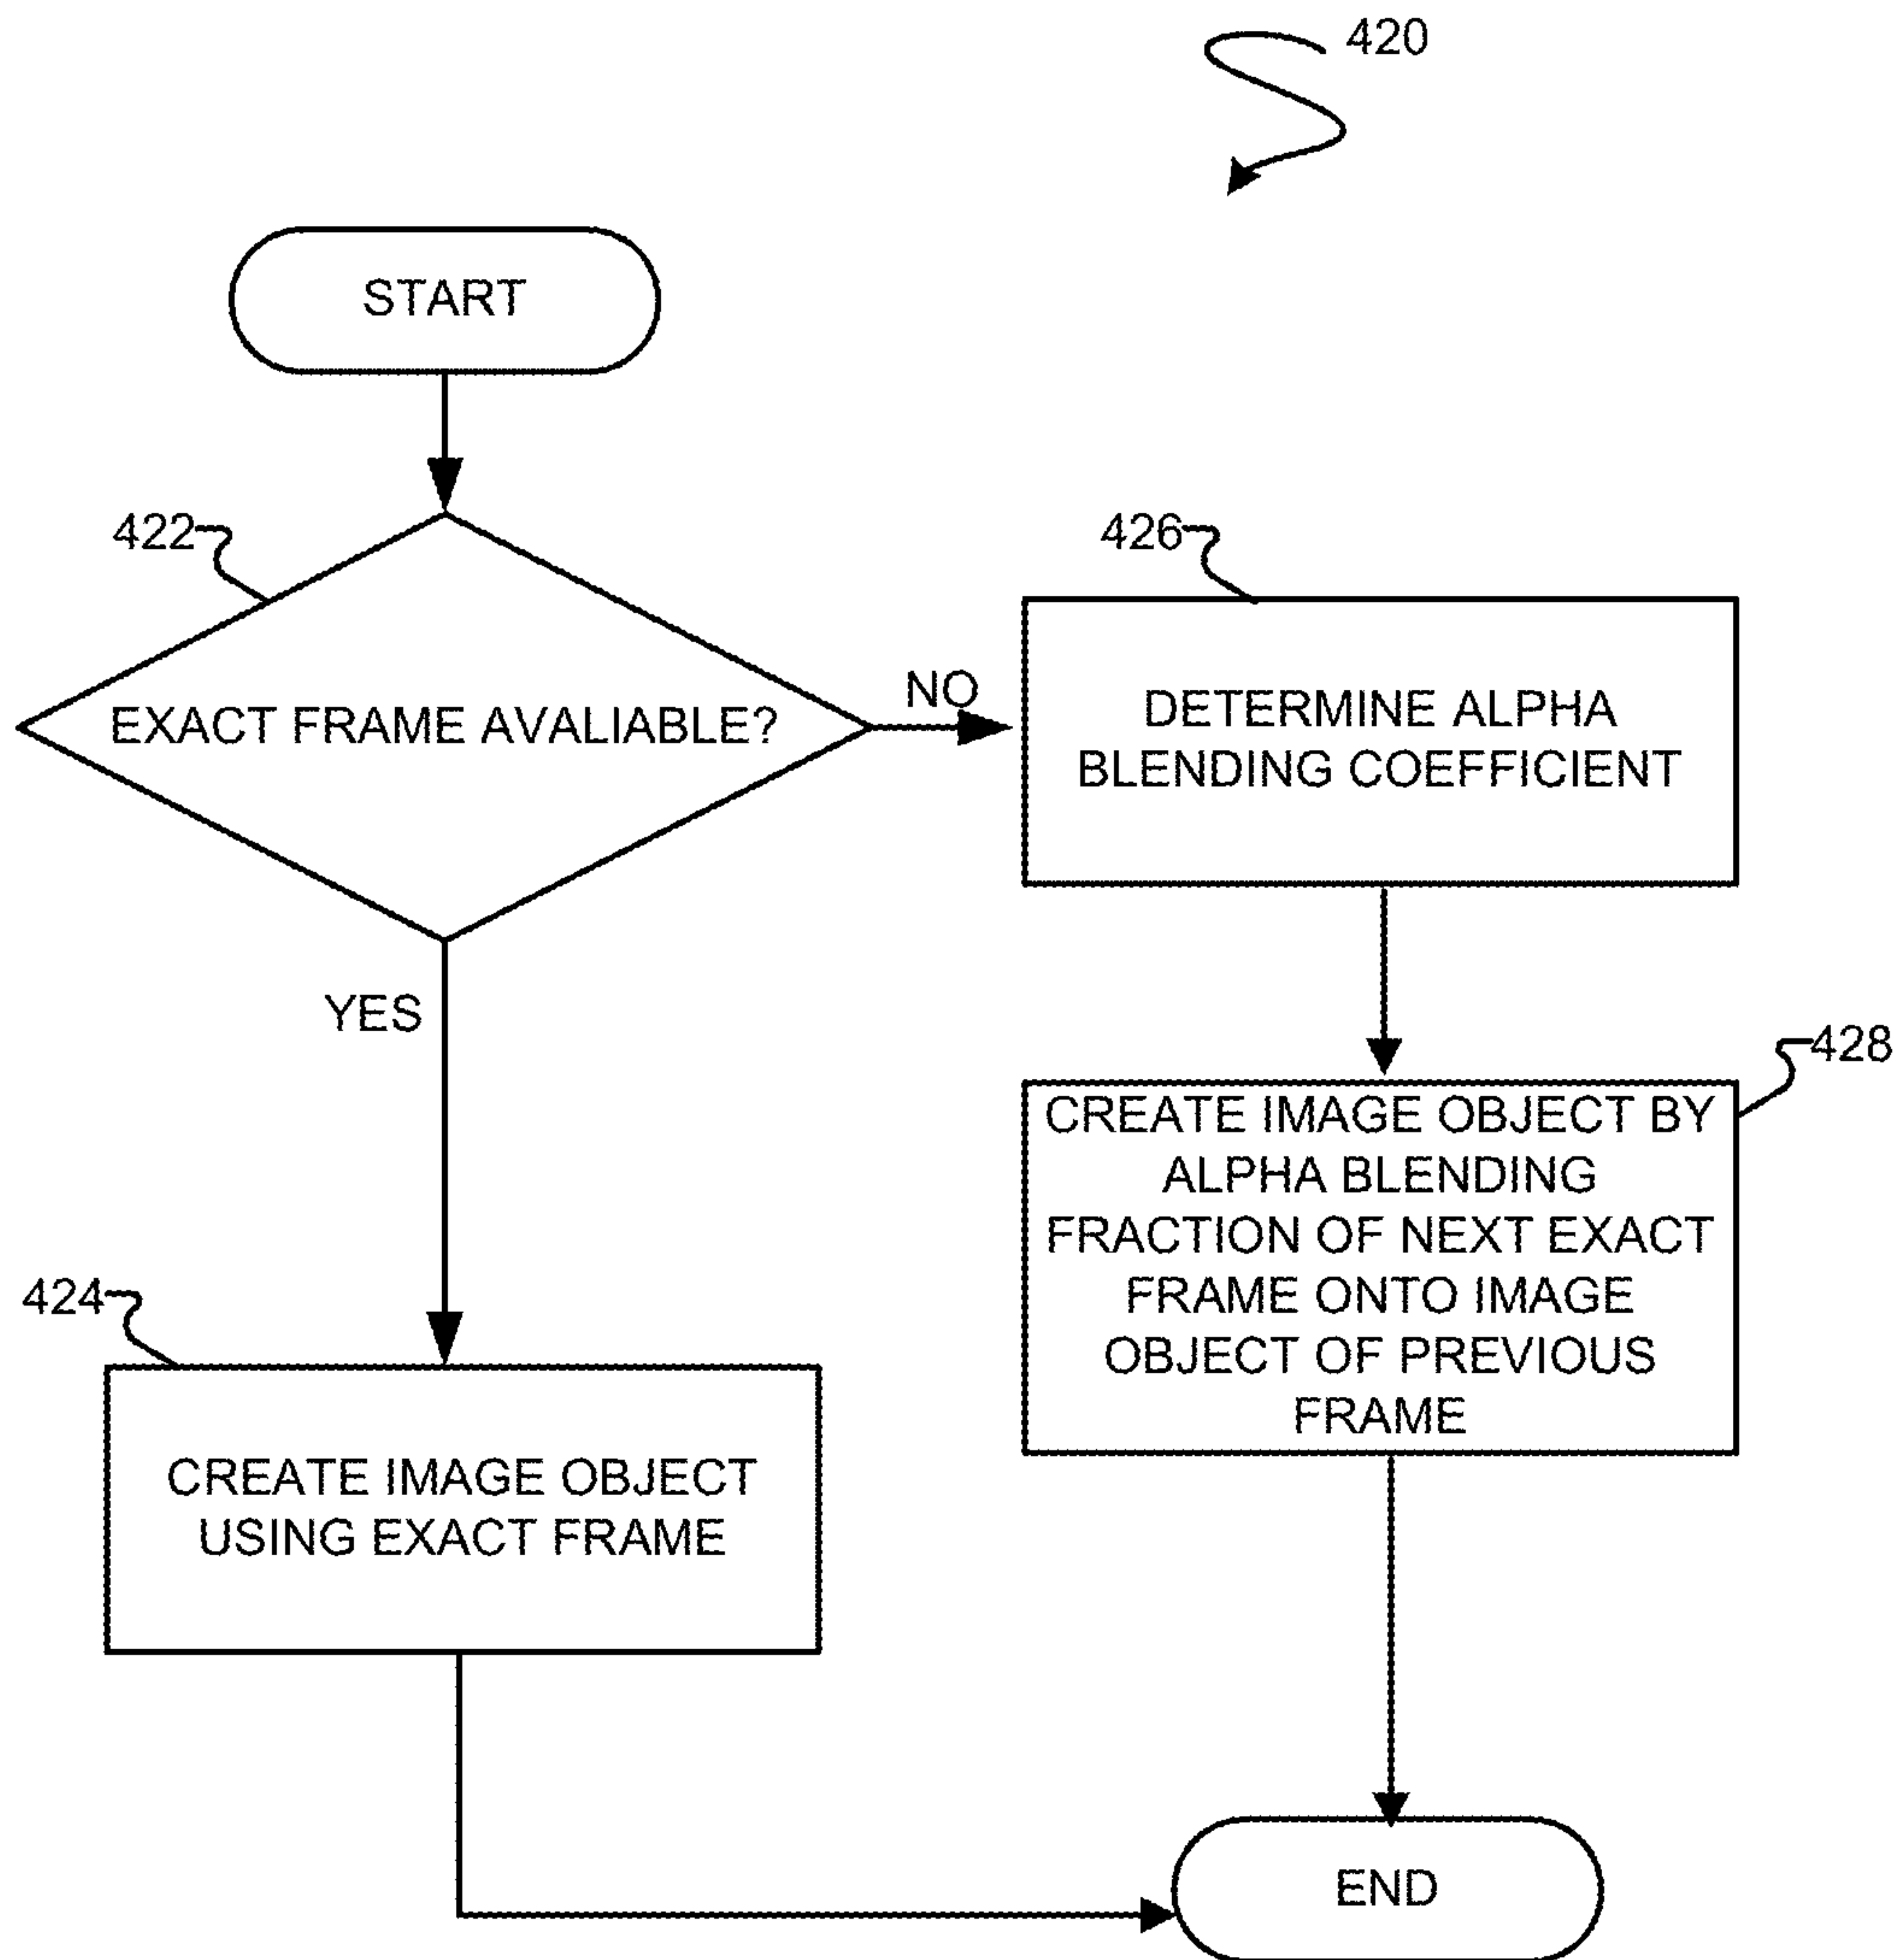 420
START
422
EXACT FRAME AVALIABLE?
NO
YES
426
DETERMINE ALPHA
BLENDING COEFFICIENT
428
CREATE IMAGE OBJECT BY
ALPHA BLENDING
FRACTION OF NEXT EXACT
FRAME ONTO IMAGE
OBJECT OF PREVIOUS
FRAME
424
CREATE IMAGE OBJECT
USING EXACT FRAME
END